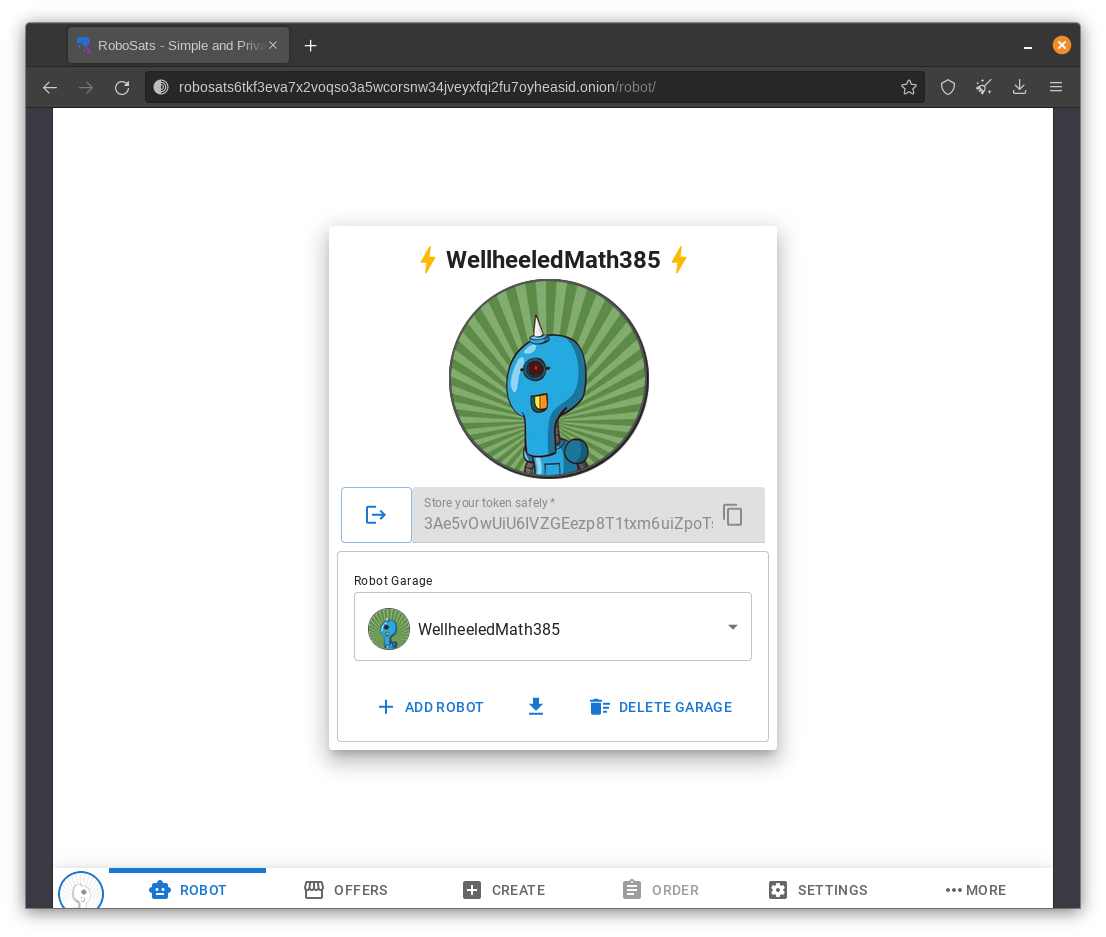 RoboSats - Simple and Priva
robosats6tkf3eva7x2voqso3a5wcorsnw34jveyxfqi2fu7oyheasid.onion/robot/
WellheeledMath385
Store your token safely *
3Ae5vOwUiU6IVZGEezp8T1txm6uiZpoTs
Robot Garage
WellheeledMath385
ADD ROBOT
DELETE GARAGE
ROBOT
OFFERS
CREATE
ORDER
SETTINGS
MORE